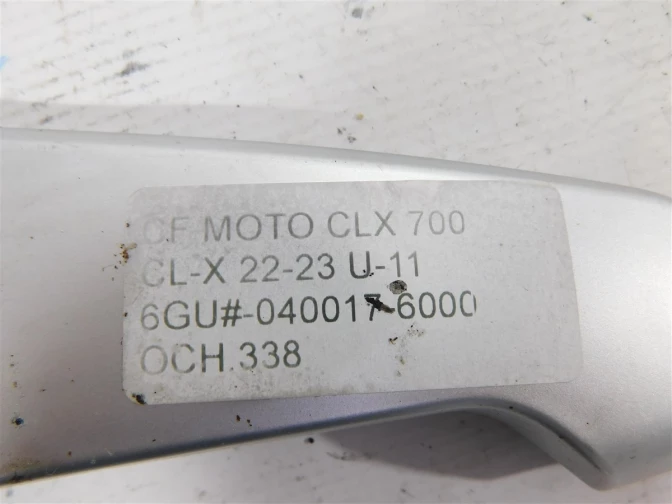 CF MOTO CLX 700
CL-X 22-23 U-11
6GU#-040017-6000
OCH.338